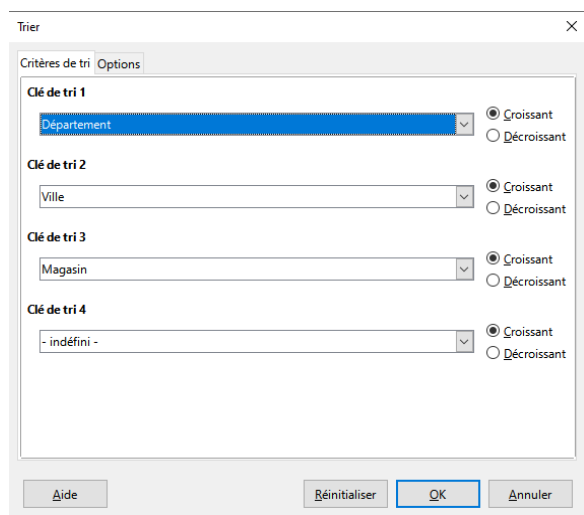 Trier
Critères de tri
Options
Clé de tri 1
Département
Croissant
Décroissant
Clé de tri 2
Ville
Croissant
Décroissant
Clé de tri 3
Magasin
Croissant
Décroissant
Clé de tri 4
- indéfini -
Croissant
Décroissant
Aide
Réinitialiser
OK
Annuler